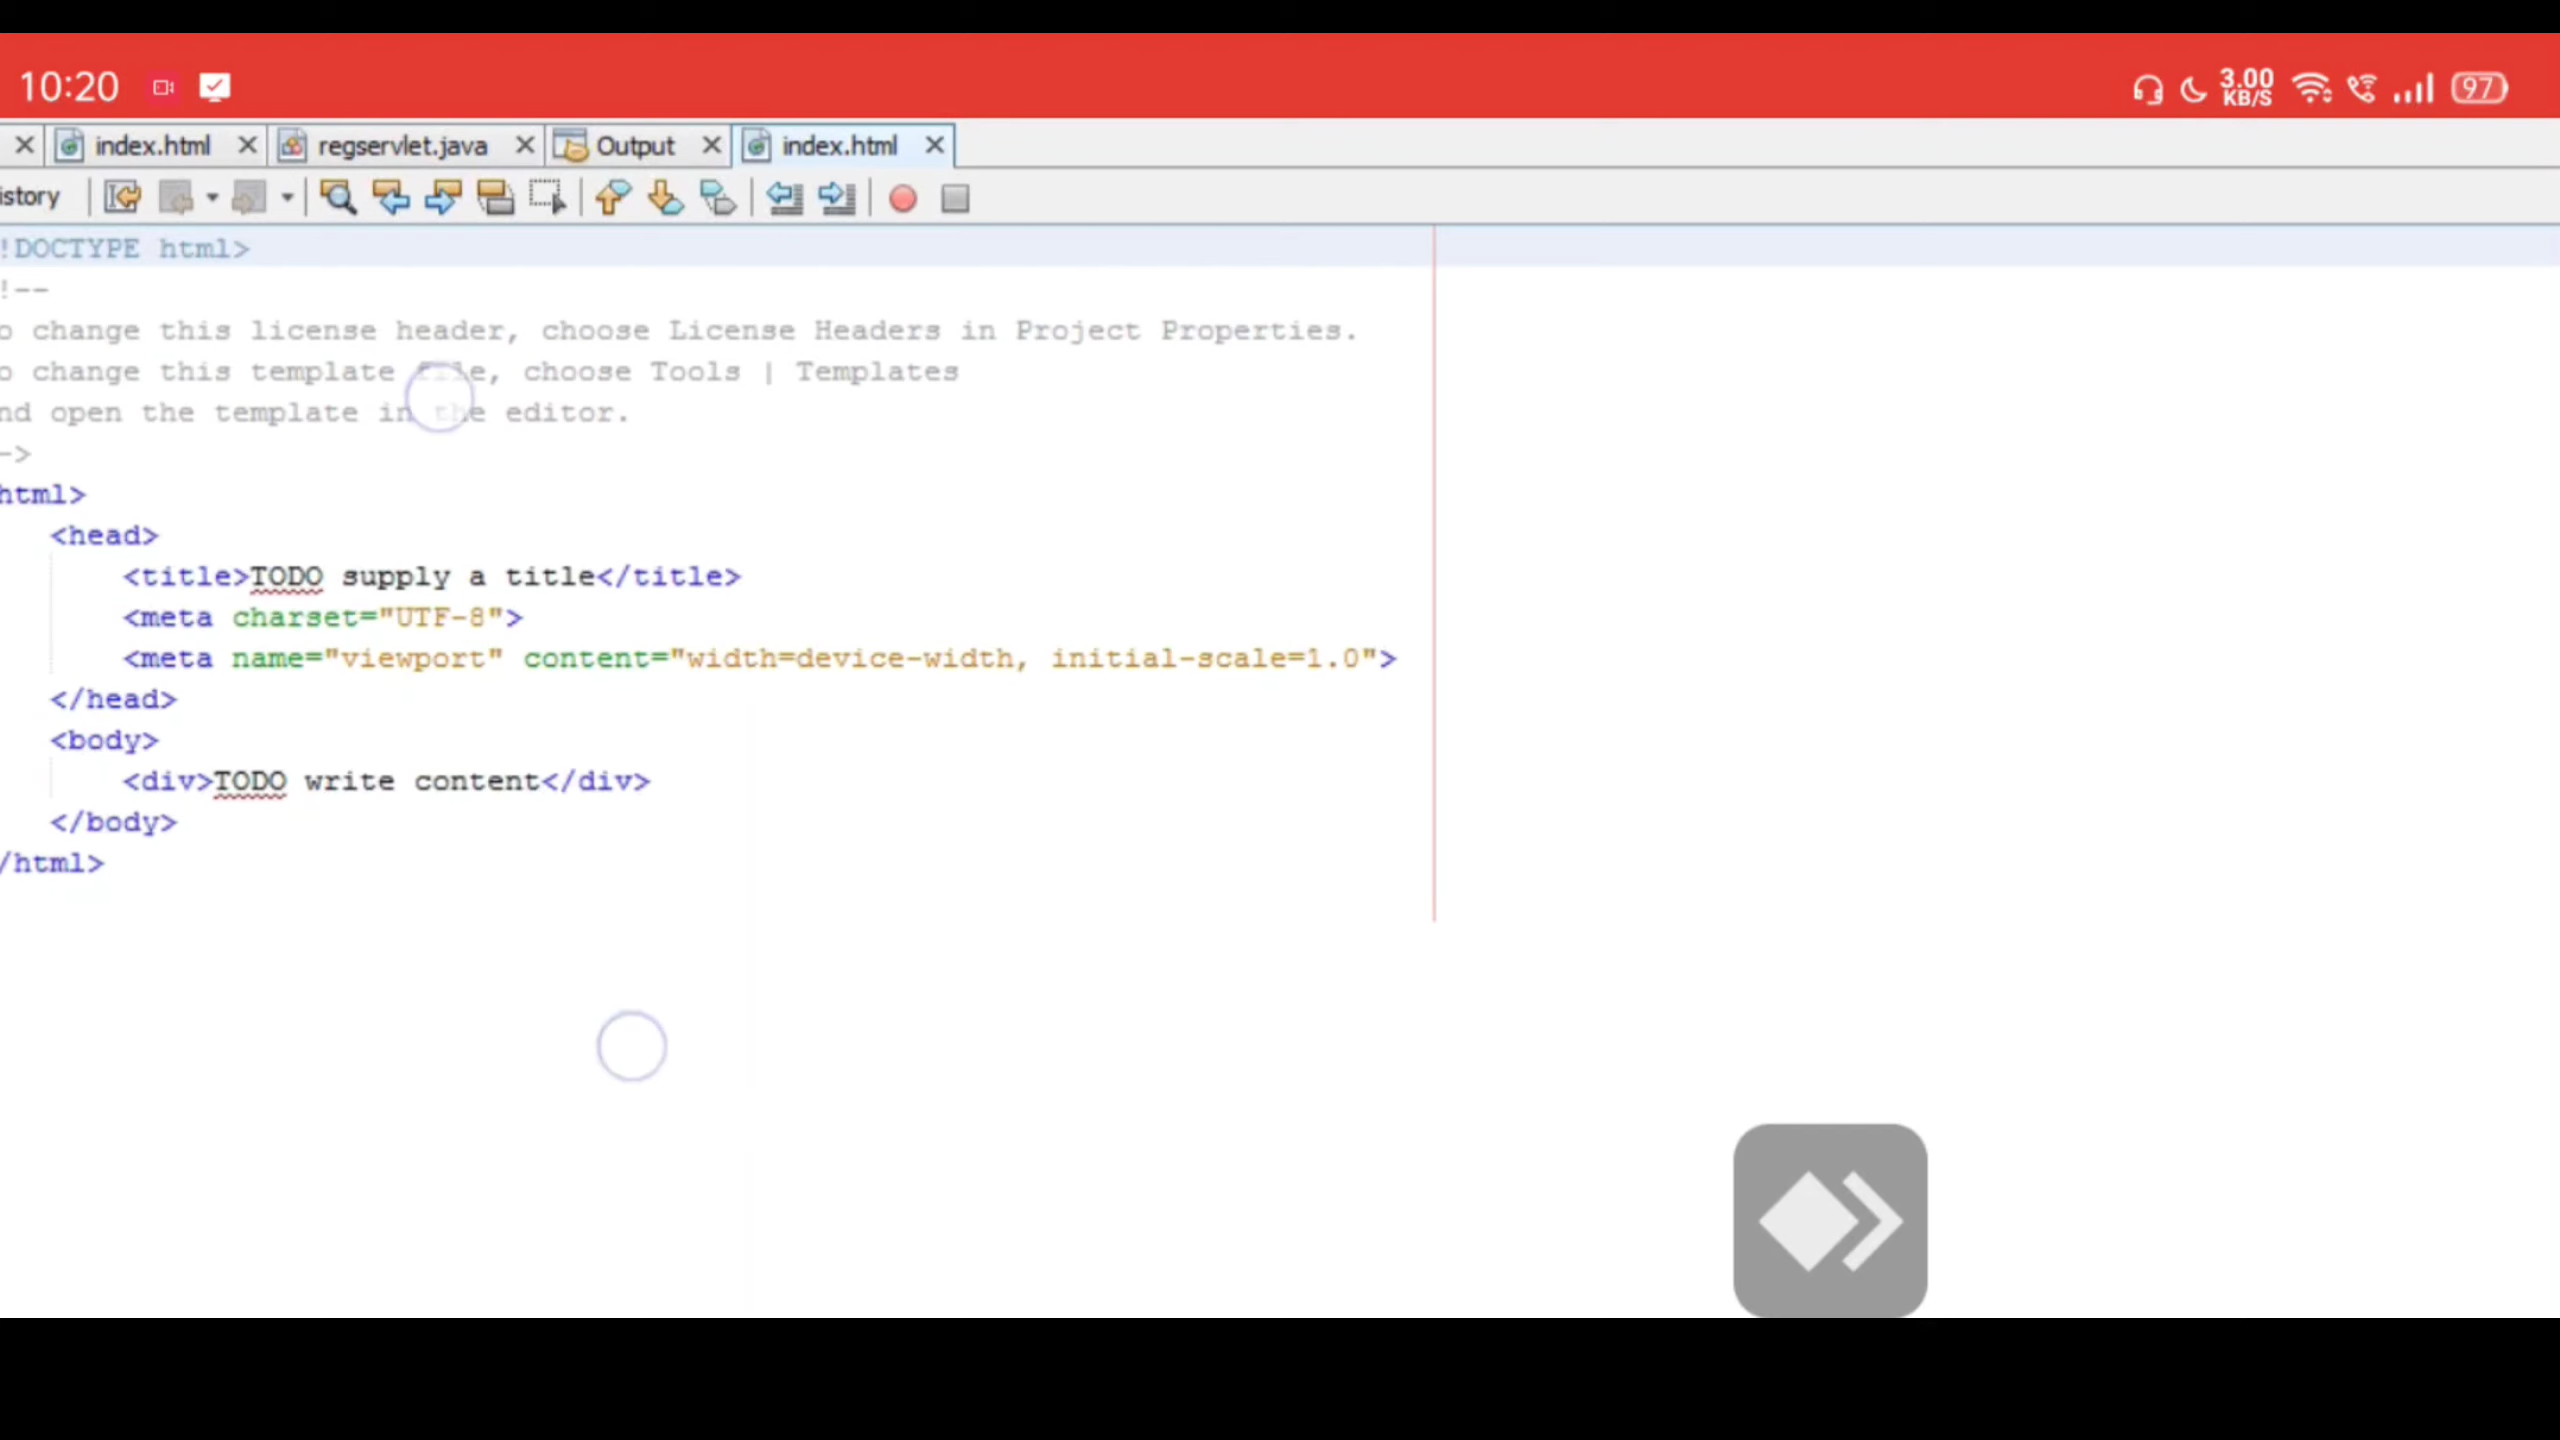 10:20 3.00 KB/S 97
index.html regservlet.java Output index.html
istory
!DOCTYPE html>
!--
o change this license header, choose License Headers in Project Properties.
o change this template file, choose Tools | Templates
nd open the template in the editor.
->
html>
<head>
<title>TODO supply a title</title>
<meta charset="UTF-8">
<meta name="viewport" content="width=device-width, initial-scale=1.0">
</head>
<body>
<div>TODO write content</div>
</body>
/html>